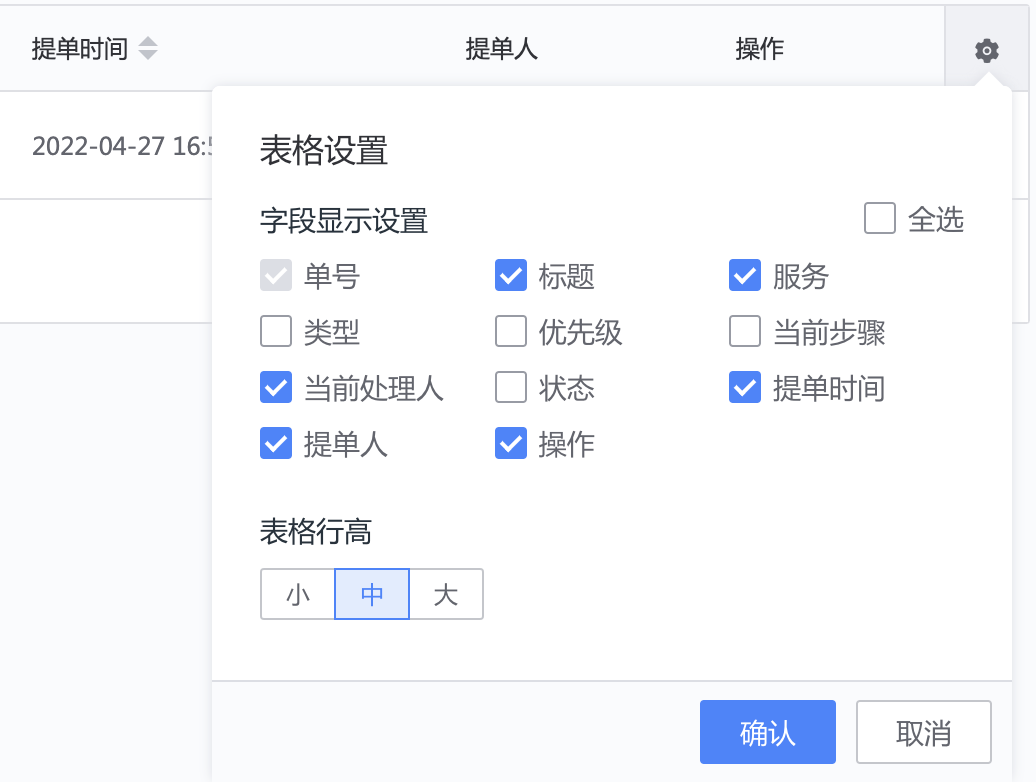 提单时间 提单人 操作
2022-04-27 16:5
表格设置
字段显示设置 全选
单号 标题 服务
类型 优先级 当前步骤
当前处理人 状态 提单时间
提单人 操作
表格行高
小 中 大
确认 取消